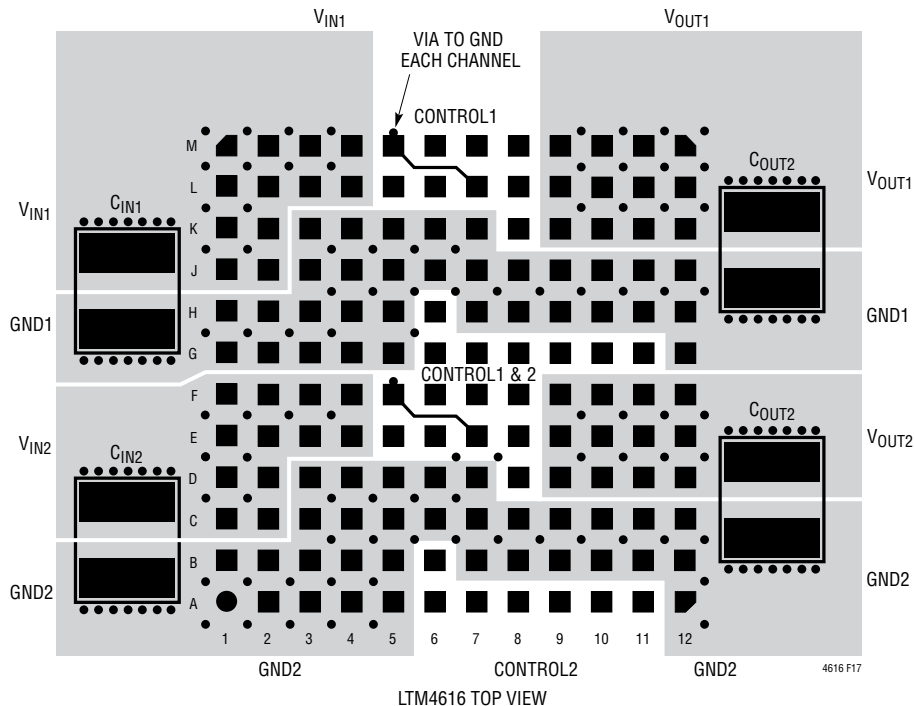 VIN1
VOUT1
VIA TO GND
EACH CHANNEL
CONTROL1
M
COUT2
L
VOUT1
VIN1
CIN1
K
J
GND1
H
GND1
G
CONTROL1 & 2
F
COUT2
VIN2
E
VOUT2
CIN2
D
C
B
GND2
GND2
A
1 2 3 4 5 6 7 8 9 10 11 12
GND2
CONTROL2
GND2
4616 F17
LTM4616 TOP VIEW